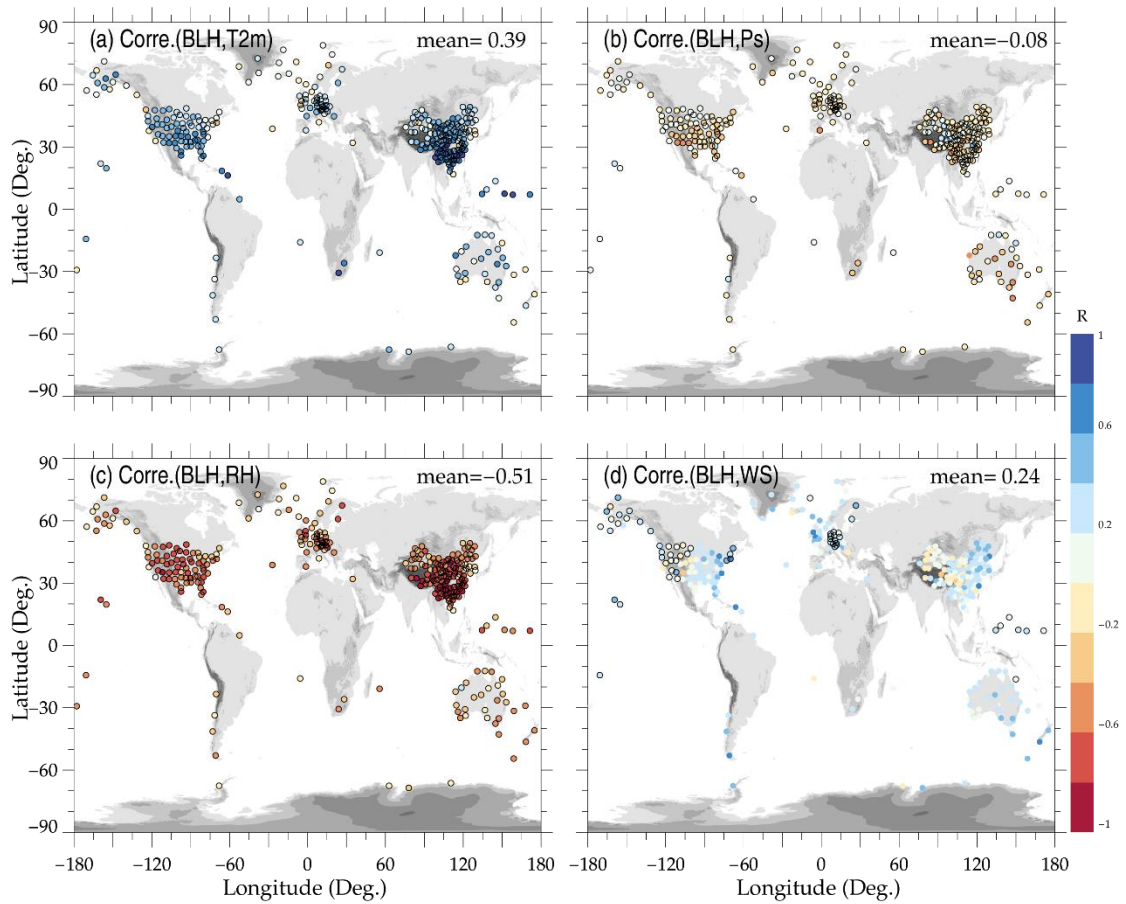 (a) Corre.(BLH,T2m) mean= 0.39
(b) Corre.(BLH,Ps) mean=−0.08
90
60
30
0
−30
−60
−90
Latitude (Deg.)
(c) Corre.(BLH,RH) mean=−0.51
(d) Corre.(BLH,WS) mean= 0.24
90
60
30
0
−30
−60
−90
Latitude (Deg.)
−180 −120 −60 0 60 120 180
−180 −120 −60 0 60 120 180
Longitude (Deg.)
Longitude (Deg.)
R
1
0.6
0.2
-0.2
-0.6
-1